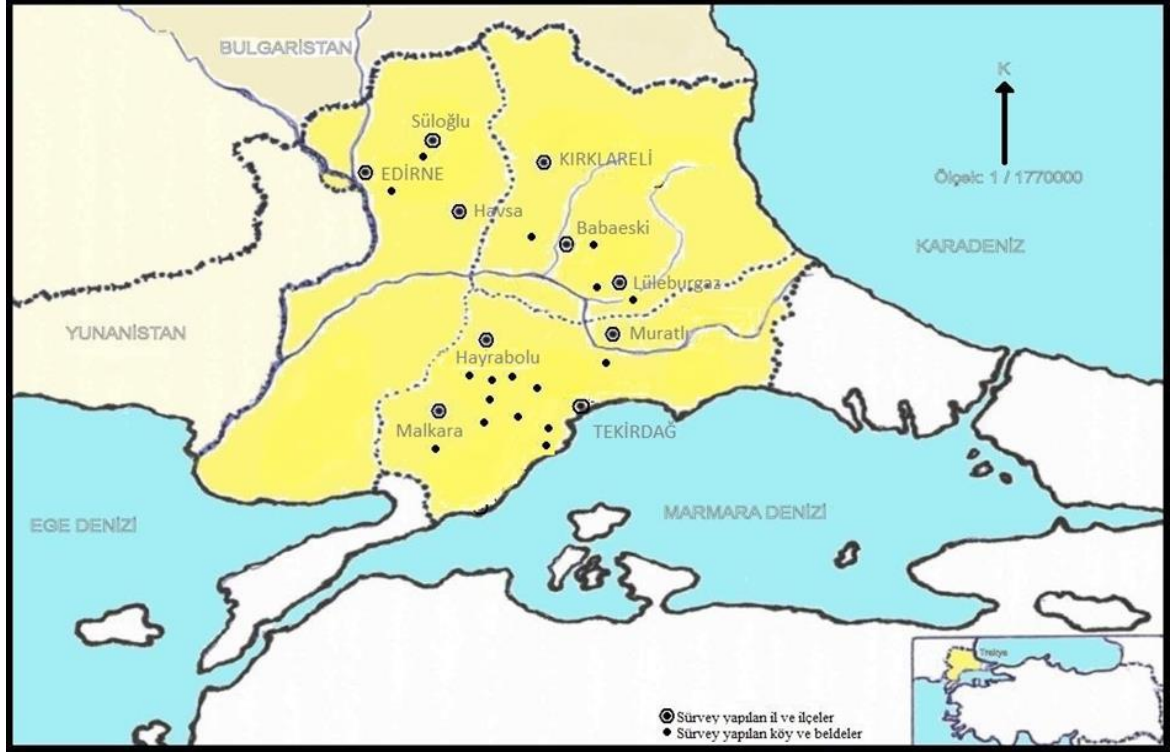 BULGARİSTAN
K
Süloğlu
KIRKLARELİ
EDİRNE
Ölçek: 1 / 1770000
Havsa
Babaeski
KARADENİZ
Lüleburgaz
YUNANİSTAN
Muratlı
Hayrabolu
Malkara
TEKİRDAĞ
EGE DENİZİ
MARMARA DENİZİ
Trakya
Sürvey yapılan il ve ilçeler
Sürvey yapılan köy ve beldeler